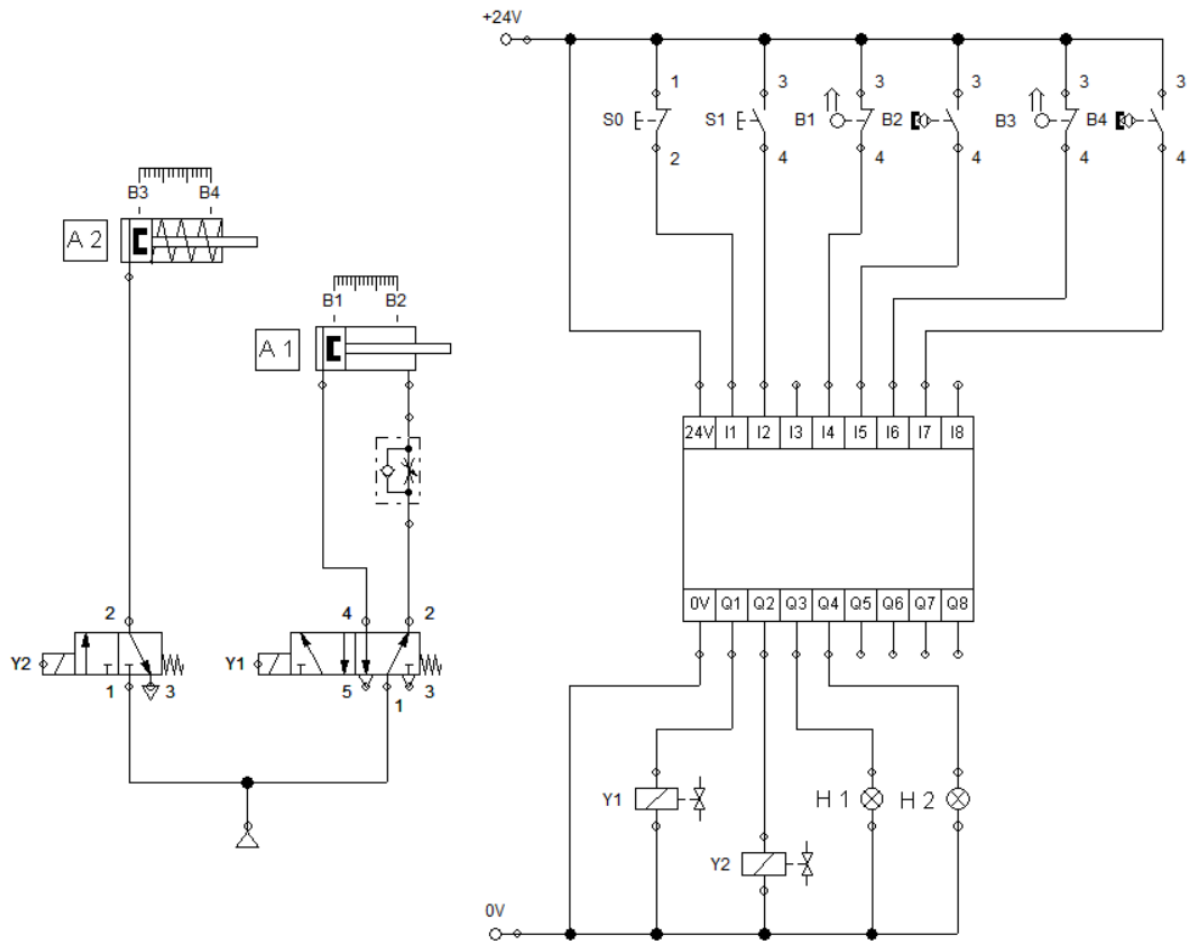 +24V
1 3 3 3 3
S0 S1 B1 B2 B3 B4
2 4 4 4 4 4
B3 B4
A 2
B1 B2
A 1
24V I1 I2 I3 I4 I5 I6 I7 I8
0V Q1 Q2 Q3 Q4 Q5 Q6 Q7 Q8
2 4 2
Y2 Y1
1 3 5 1 3
Y1 H 1 H 2
Y2
0V